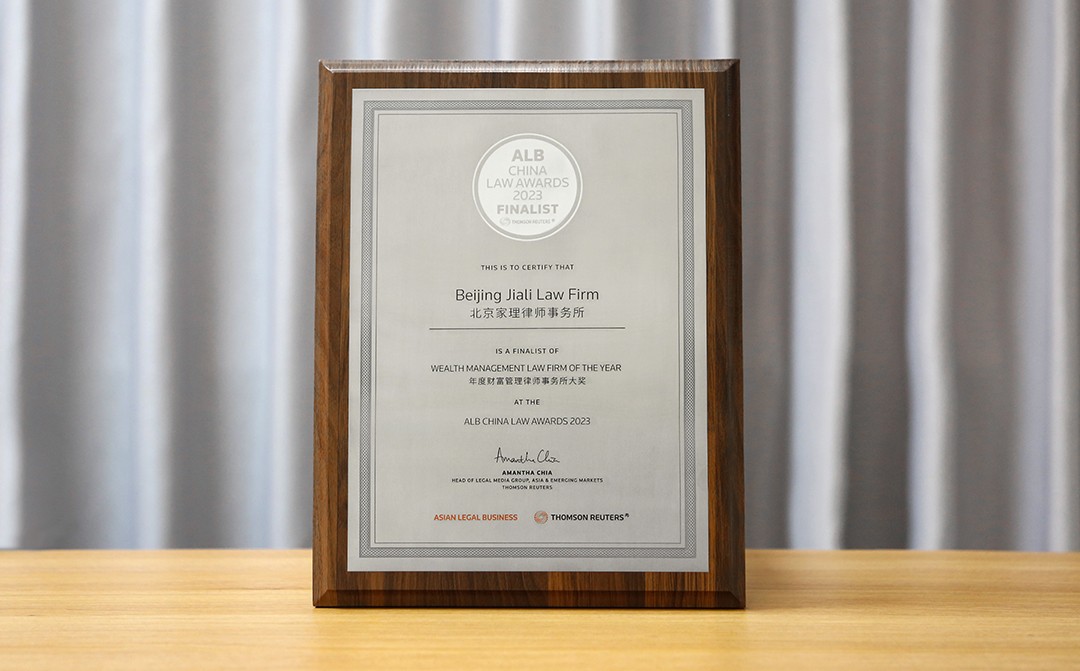 ALB
CHINA
LAW AWARDS
2023
FINALIST
THOMSON REUTERS
THIS IS TO CERTIFY THAT
Beijing Jiali Law Firm
北京家理律师事务所
IS A FINALIST OF
WEALTH MANAGEMENT LAW FIRM OF THE YEAR
年度财富管理律师事务所大奖
AT THE
ALB CHINA LAW AWARDS 2023
Amantha Chia
AMANTHA CHIA
HEAD OF LEGAL MEDIA GROUP, ASIA & EMERGING MARKETS
THOMSON REUTERS
ASIAN LEGAL BUSINESS THOMSON REUTERS